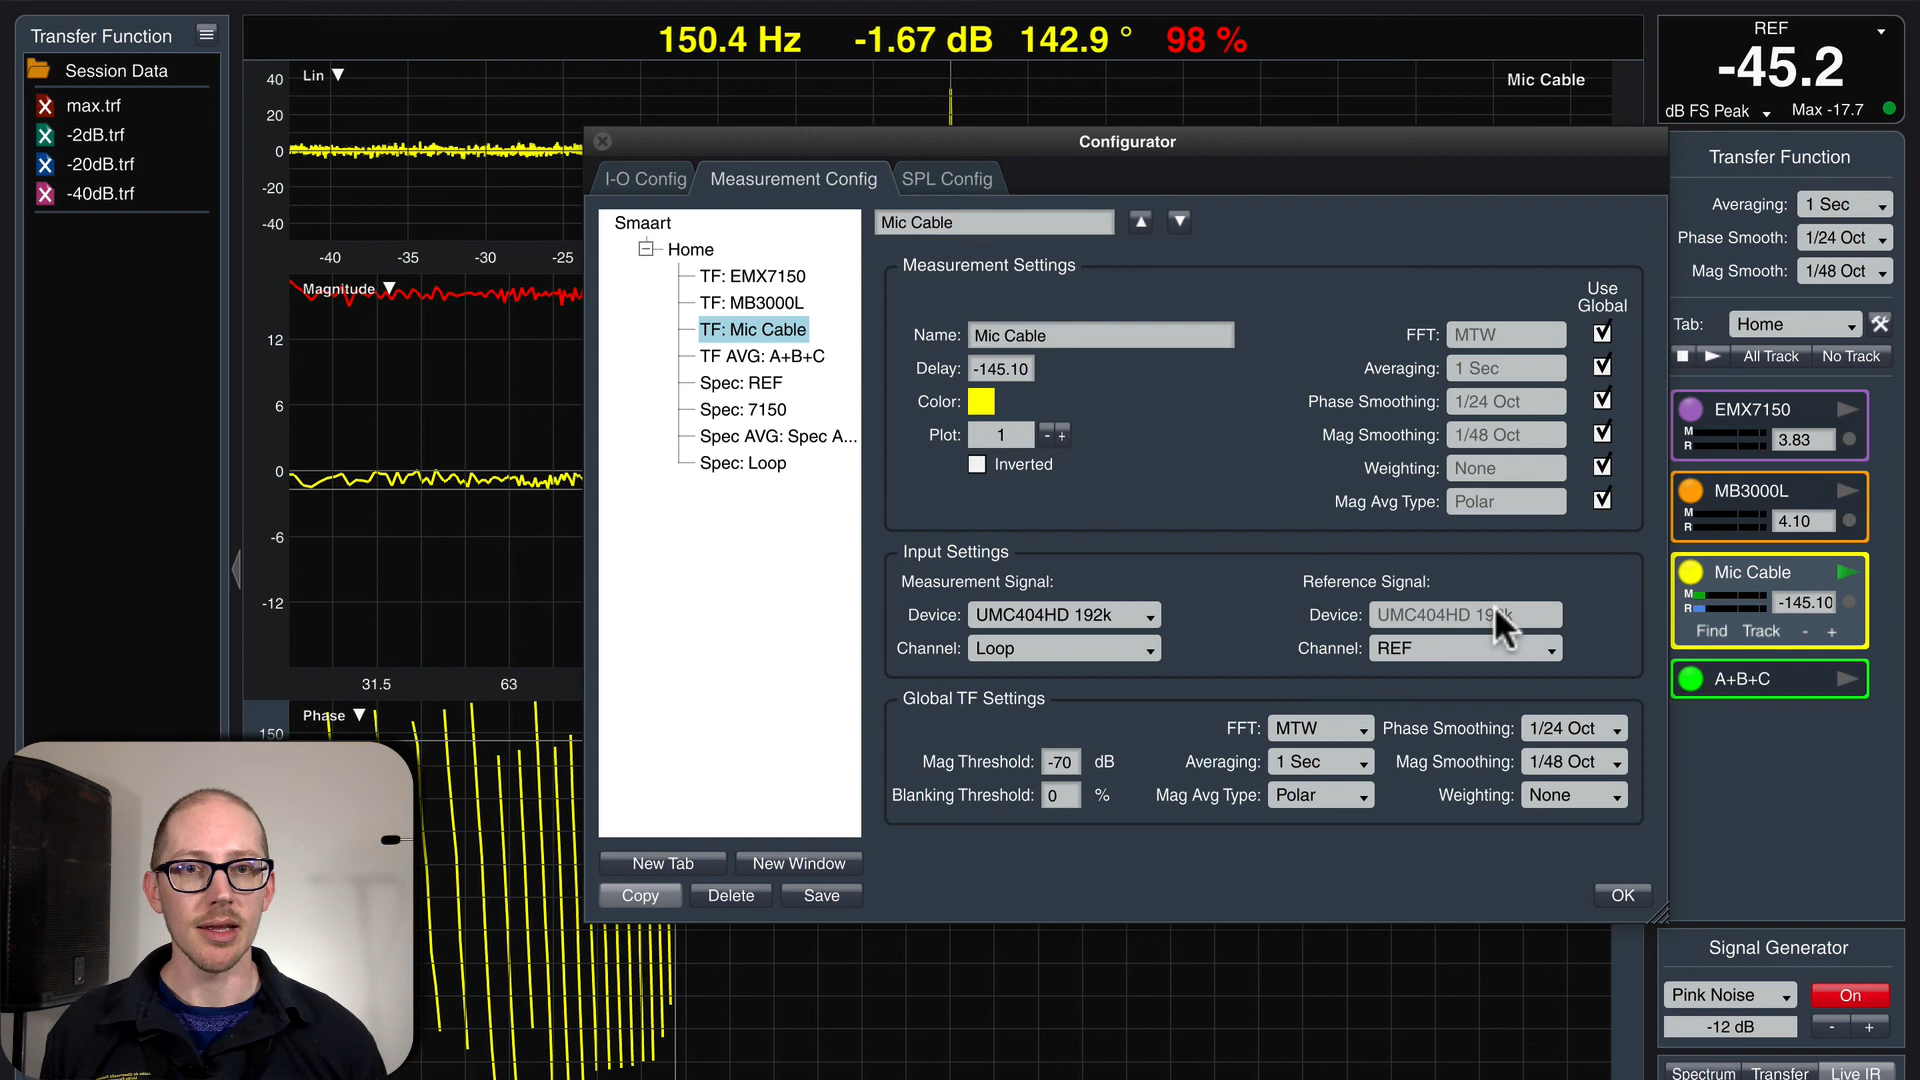 Transfer Function
Session Data
max.trf
-2dB.trf
-20dB.trf
-40dB.trf
150.4 Hz -1.67 dB 142.9 ° 98 %
Lin
Mic Cable
40
20
0
-20
-40
-40 -35 -30 -25
Magnitude
12
6
0
-6
-12
31.5 63
Phase
150
Configurator
I-O Config Measurement Config SPL Config
Smaart
Home
TF: EMX7150
TF: MB3000L
TF: Mic Cable
TF AVG: A+B+C
Spec: REF
Spec: 7150
Spec AVG: Spec A...
Spec: Loop
New Tab New Window
Copy Delete Save
Mic Cable
Measurement Settings
Use Global
Name: Mic Cable FFT: MTW
Delay: -145.10 Averaging: 1 Sec
Color: Phase Smoothing: 1/24 Oct
Plot: 1 - + Mag Smoothing: 1/48 Oct
Inverted Weighting: None
Mag Avg Type: Polar
Input Settings
Measurement Signal: Reference Signal:
Device: UMC404HD 192k Device: UMC404HD 192k
Channel: Loop Channel: REF
Global TF Settings
FFT: MTW Phase Smoothing: 1/24 Oct
Mag Threshold: -70 dB Averaging: 1 Sec Mag Smoothing: 1/48 Oct
Blanking Threshold: 0 % Mag Avg Type: Polar Weighting: None
OK
REF
-45.2
dB FS Peak Max -17.7
Transfer Function
Averaging: 1 Sec
Phase Smooth: 1/24 Oct
Mag Smooth: 1/48 Oct
Tab: Home
All Track No Track
EMX7150
M
R 3.83
MB3000L
M
R 4.10
Mic Cable
M
R -145.10
Find Track - +
A+B+C
Signal Generator
Pink Noise On
-12 dB - +
Spectrum Transfer Live IR